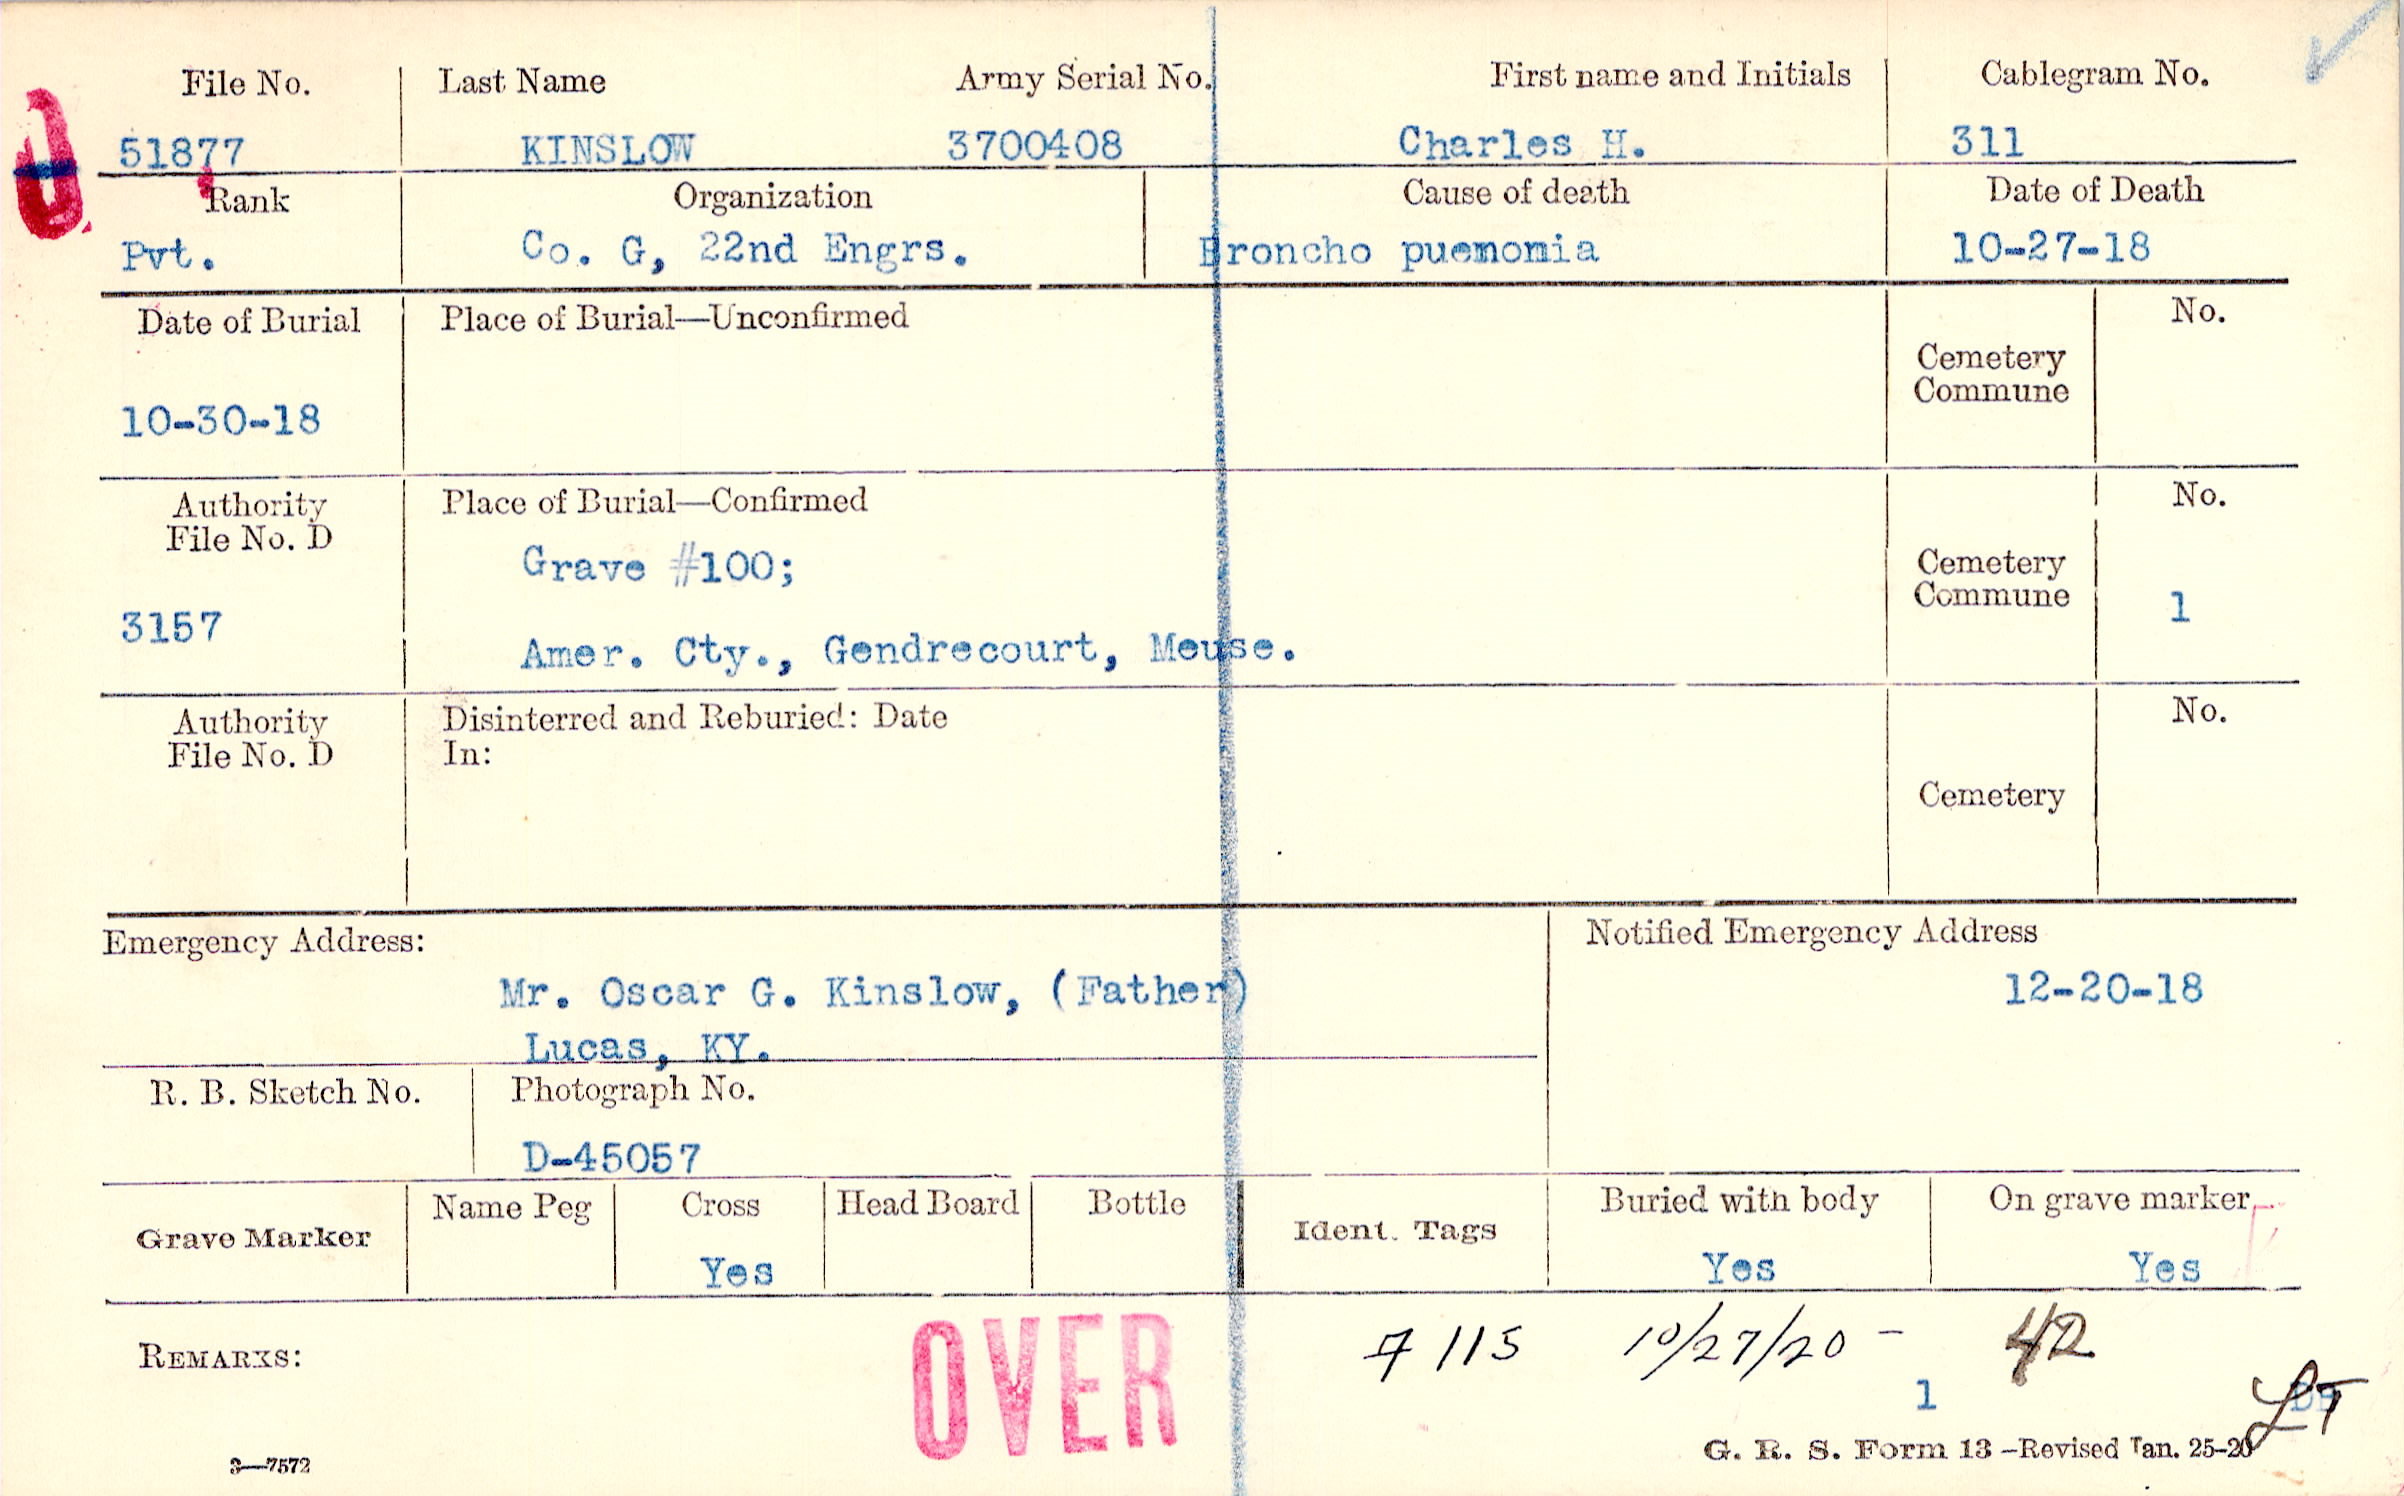 File No. Last Name Army Serial No. First name and Initials Cablegram No.
51877 KINSLOW 3700408 Charles H. 311
Rank Organization Cause of death Date of Death
Pvt. Co. G, 22nd Engrs. Broncho puemonia 10-27-18
Date of Burial Place of Burial—Unconfirmed No.
Cemetery
Commune
10-30-18
Authority Place of Burial—Confirmed No.
File No. D
Grave #100;
Cemetery
Commune 1
3157
Amer. Cty., Gendrecourt, Meuse.
Authority Disinterred and Reburied: Date No.
File No. D In:
Cemetery
Emergency Address: Notified Emergency Address
Mr. Oscar G. Kinslow, (Father) 12-20-18
Lucas, KY.
R. B. Sketch No. Photograph No.
D-45057
Name Peg Cross Head Board Bottle Buried with body On grave marker
Grave Marker Ident. Tags
Yes Yes Yes
REMARKS: OVER 7 115 10/27/20 - 42
1 LT
G. R. S. Form 13 -Revised Jan. 25-20
3—7572